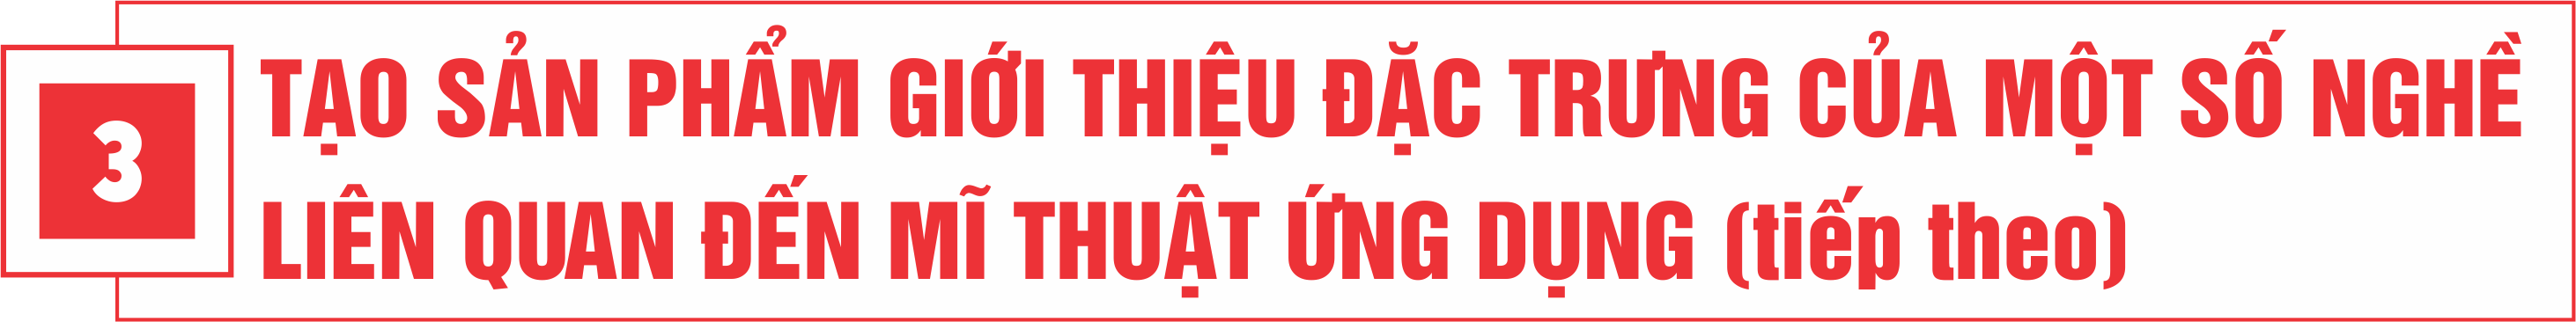 3
TẠO SẢN PHẨM GIỚI THIỆU ĐẶC TRƯNG CỦA MỘT SỐ NGHỀ
LIÊN QUAN ĐẾN MĨ THUẬT ỨNG DỤNG (tiếp theo)